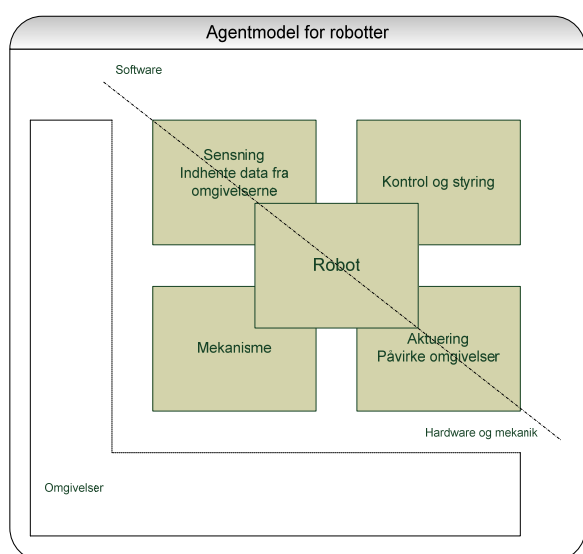 Agentmodel for robotter
Software
Sensning
Indhente data fra
omgivelserne
Kontrol og styring
Robot
Mekanisme
Aktuering
Påvirke omgivelser
Hardware og mekanik
Omgivelser